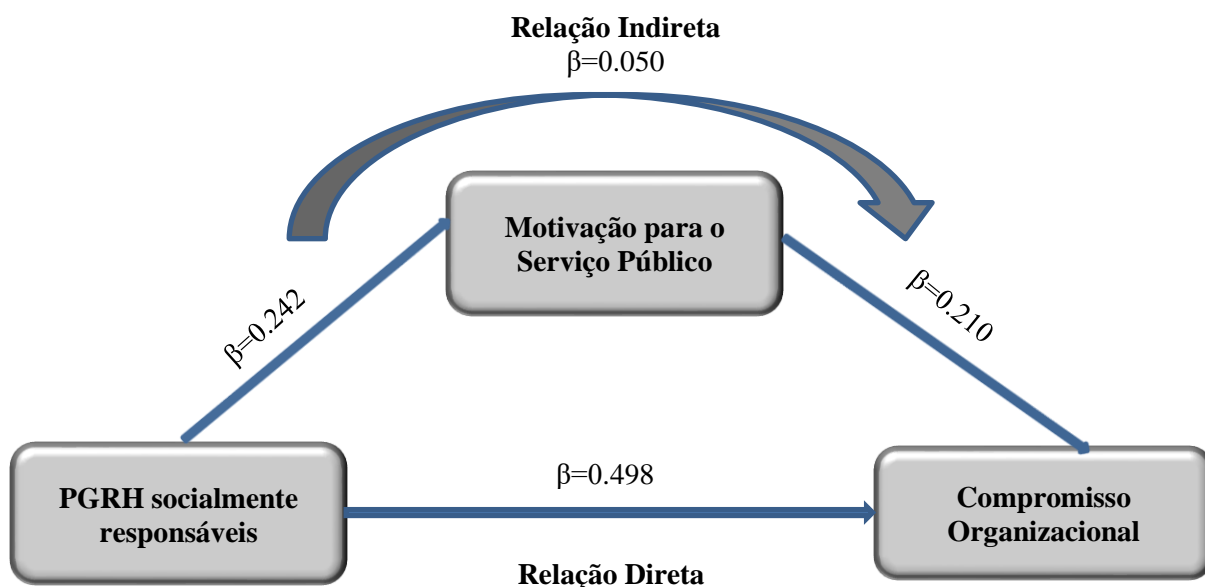 Relação Indireta
β=0.050
Motivação para o
Serviço Público
β=0.242
β=0.210
PGRH socialmente
responsáveis
β=0.498
Compromisso
Organizacional
Relação Direta